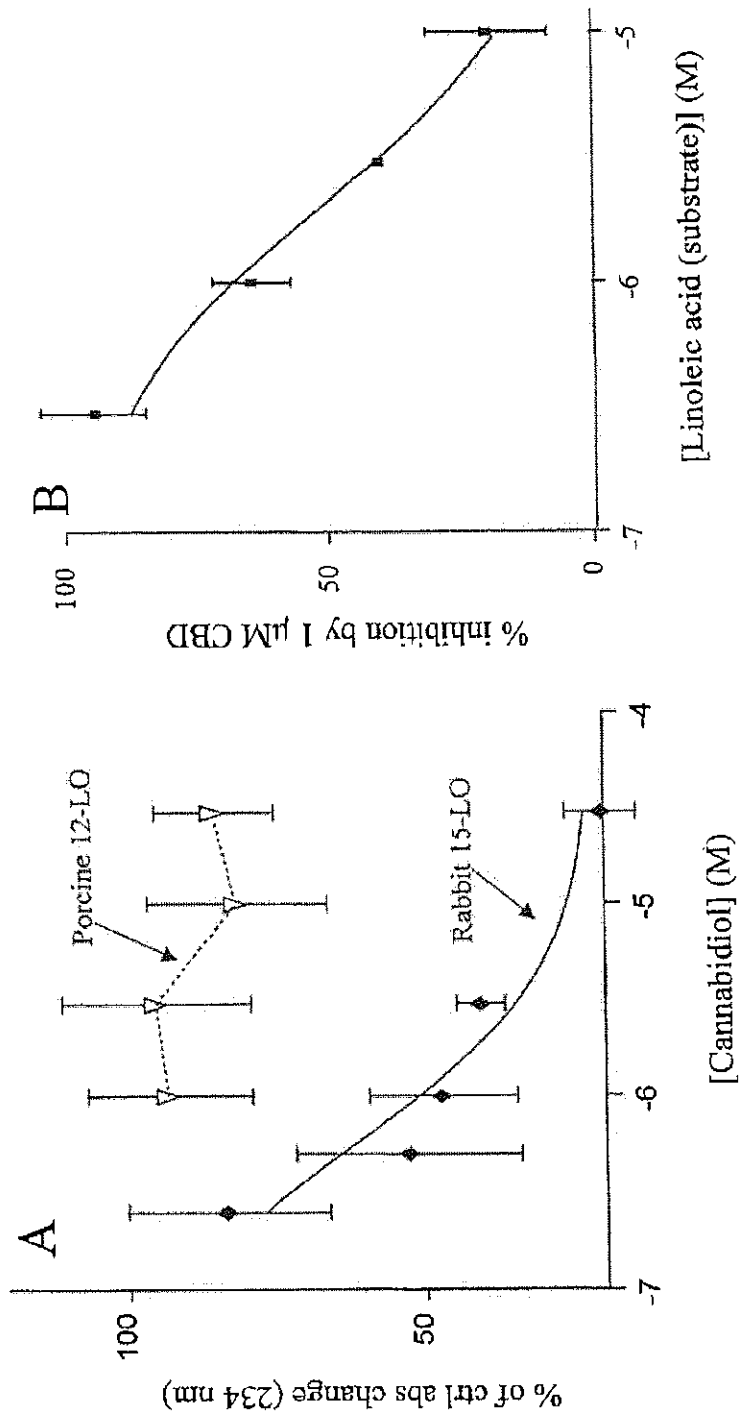 A
% of ctrl abs change (234 nm)
100
50
Porcine 12-LO
Rabbit 15-LO
-7
-6
-5
-4
[Cannabidiol] (M)
B
% inhibition by 1 µM CBD
100
50
0
-7
-6
-5
[Linoleic acid (substrate)] (M)